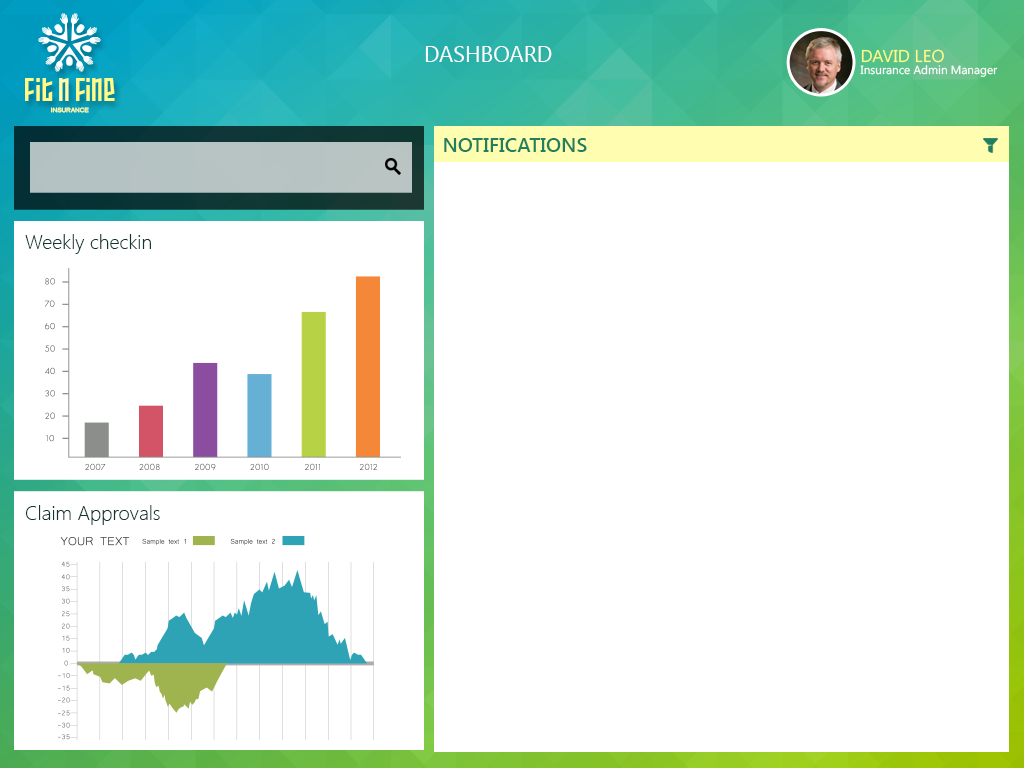 Fit n Fine
INSURANCE
DASHBOARD
DAVID LEO
Insurance Admin Manager
NOTIFICATIONS
Weekly checkin
80
70
60
50
40
30
20
10
2007 2008 2009 2010 2011 2012
Claim Approvals
YOUR TEXT Sample text 1 Sample text 2
45
40
35
30
25
20
15
10
0
-10
-15
-20
-25
-30
-35